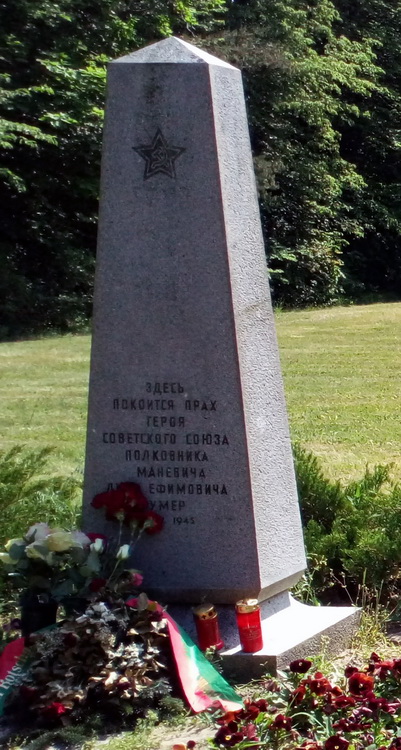 ЗДЕСЬ
ПОКОИТСЯ ПРАХ
ГЕРОЯ
СОВЕТСКОГО СОЮЗА
ПОЛКОВНИКА
МАНЕВИЧА
ЕФИМОВИЧА
УМЕР
1945